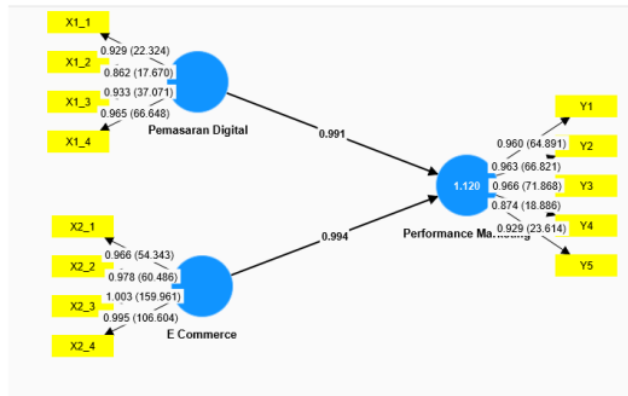 X1_1
0.929 (22.324)
X1_2
0.862 (17.670)
X1_3
0.933 (37.071)
X1_4
0.965 (66.648)
Pemasaran Digital
0.991
Y1
0.960 (64.891)
Y2
0.963 (66.821)
1.120
0.966 (71.868)
Y3
0.874 (18.886)
Y4
0.929 (23.614)
Performance
Y5
X2_1
0.966 (54.343)
X2_2
0.978 (60.486)
X2_3
1.003 (159.961)
X2_4
0.995 (106.604)
E Commerce
0.994